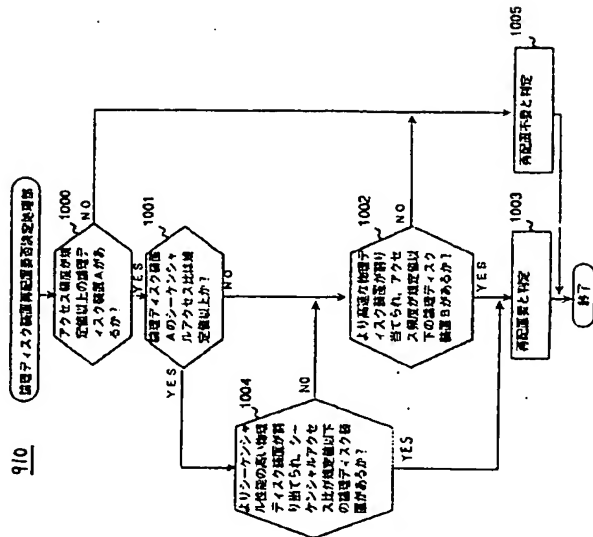 910
論理ディスク装置再配置要否決定処理部
1000
アクセス頻度が規
定値以上の論理デ
ィスク装置Aがあ
るか?
NO
YES
1001
論理ディスク装置
Aのシーケンシャ
ルアクセス比は規
定値以上か?
YES
NO
1004
よりシーケンシャ
ル性能の高い物理
ディスク装置が割
り当てられ、シー
ケンシャルアクセ
ス比が規定値以下
の論理ディスク装
置があるか?
NO
YES
1002
より高速な物理デ
ィスク装置が割り
当てられ、アクセ
ス頻度が規定値以
下の論理ディスク
装置Bがあるか?
NO
YES
1003
再配置要と判定
1005
再配置不要と判定
終了